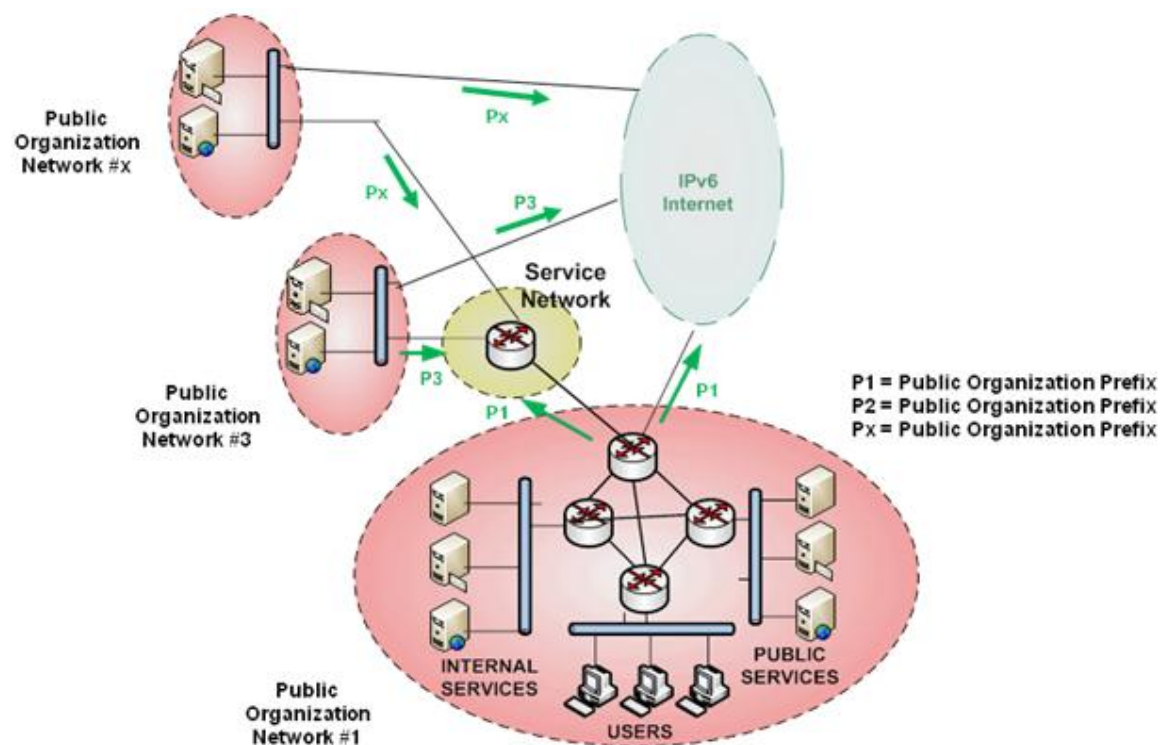 Public
Organization
Network #x
Px
Px
P3
IPv6
Internet
Service
Network
P3
P1
P1
Public
Organization
Network #3
P1 = Public Organization Prefix
P2 = Public Organization Prefix
Px = Public Organization Prefix
INTERNAL
SERVICES
PUBLIC
SERVICES
USERS
Public
Organization
Network #1